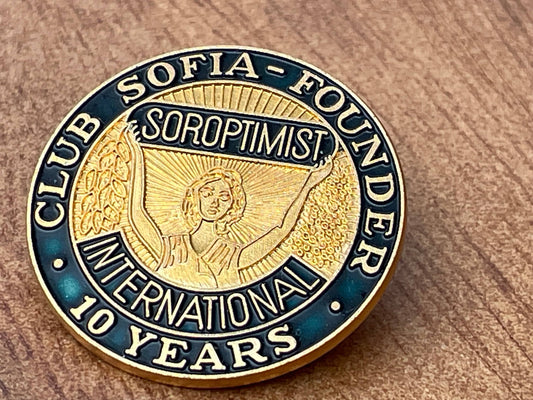 CLUB SOFIA - FOUNDER
SOROPTIMIST
INTERNATIONAL
• 10 YEARS •